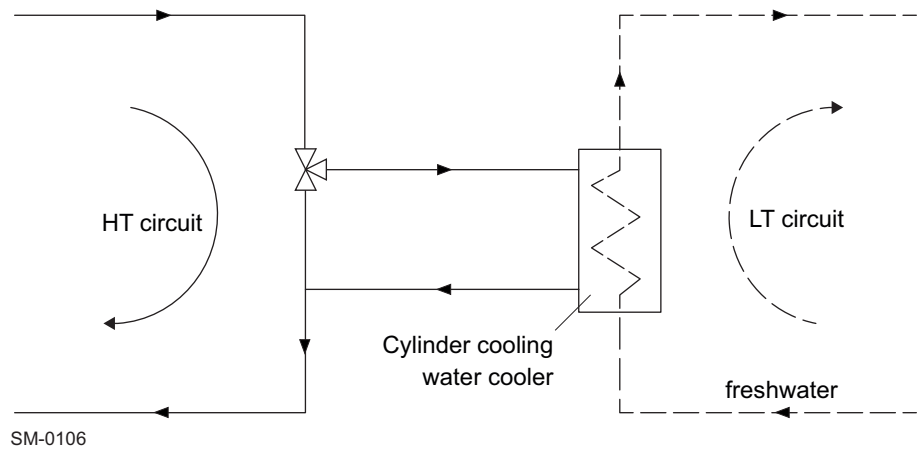 HT circuit
LT circuit
Cylinder cooling
water cooler
freshwater
SM-0106